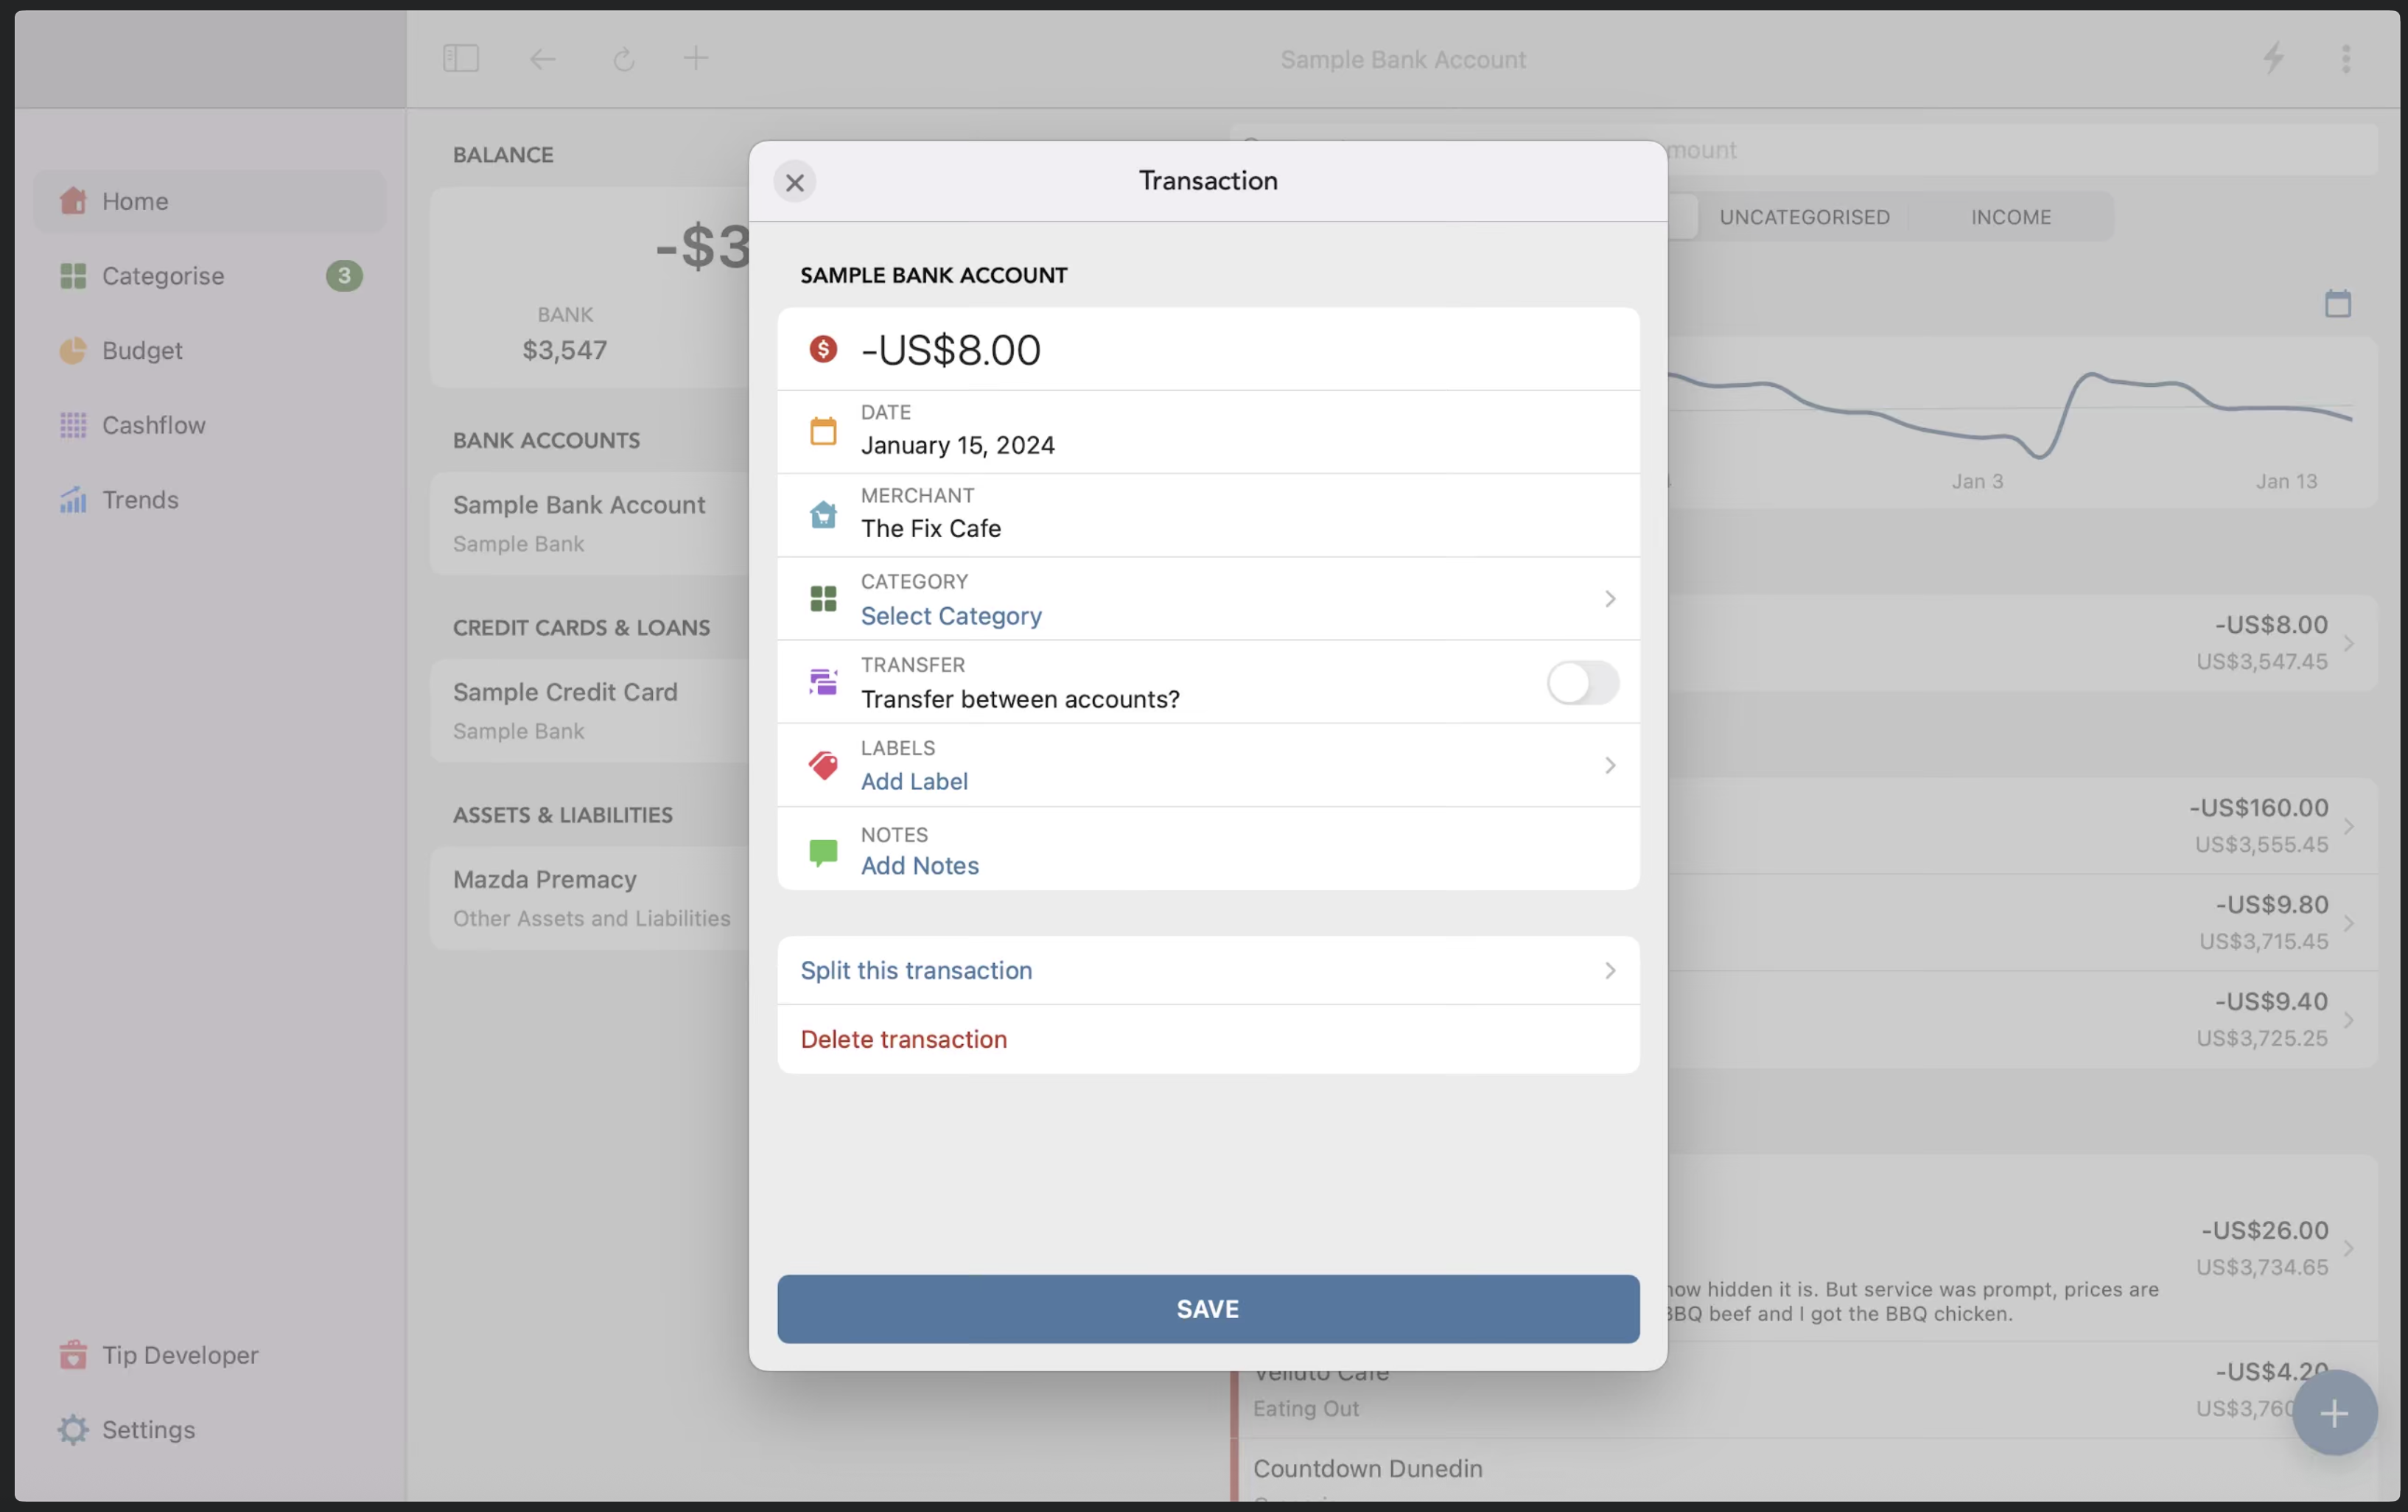 Sample Bank Account
Home
Categorise
3
Budget
Cashflow
Trends
Tip Developer
Settings
BALANCE
-$3
BANK
$3,547
BANK ACCOUNTS
Sample Bank Account
Sample Bank
CREDIT CARDS & LOANS
Sample Credit Card
Sample Bank
ASSETS & LIABILITIES
Mazda Premacy
Other Assets and Liabilities
Transaction
SAMPLE BANK ACCOUNT
-US$8.00
DATE
January 15, 2024
MERCHANT
The Fix Cafe
CATEGORY
Select Category
TRANSFER
Transfer between accounts?
LABELS
Add Label
NOTES
Add Notes
Split this transaction
Delete transaction
SAVE
mount
UNCATEGORISED
INCOME
Jan 3
Jan 13
-US$8.00
US$3,547.45
-US$160.00
US$3,555.45
-US$9.80
US$3,715.45
-US$9.40
US$3,725.25
-US$26.00
US$3,734.65
how hidden it is. But service was prompt, prices are
BBQ beef and I got the BBQ chicken.
Velluto Cafe
-US$4.20
Eating Out
US$3,760
Countdown Dunedin